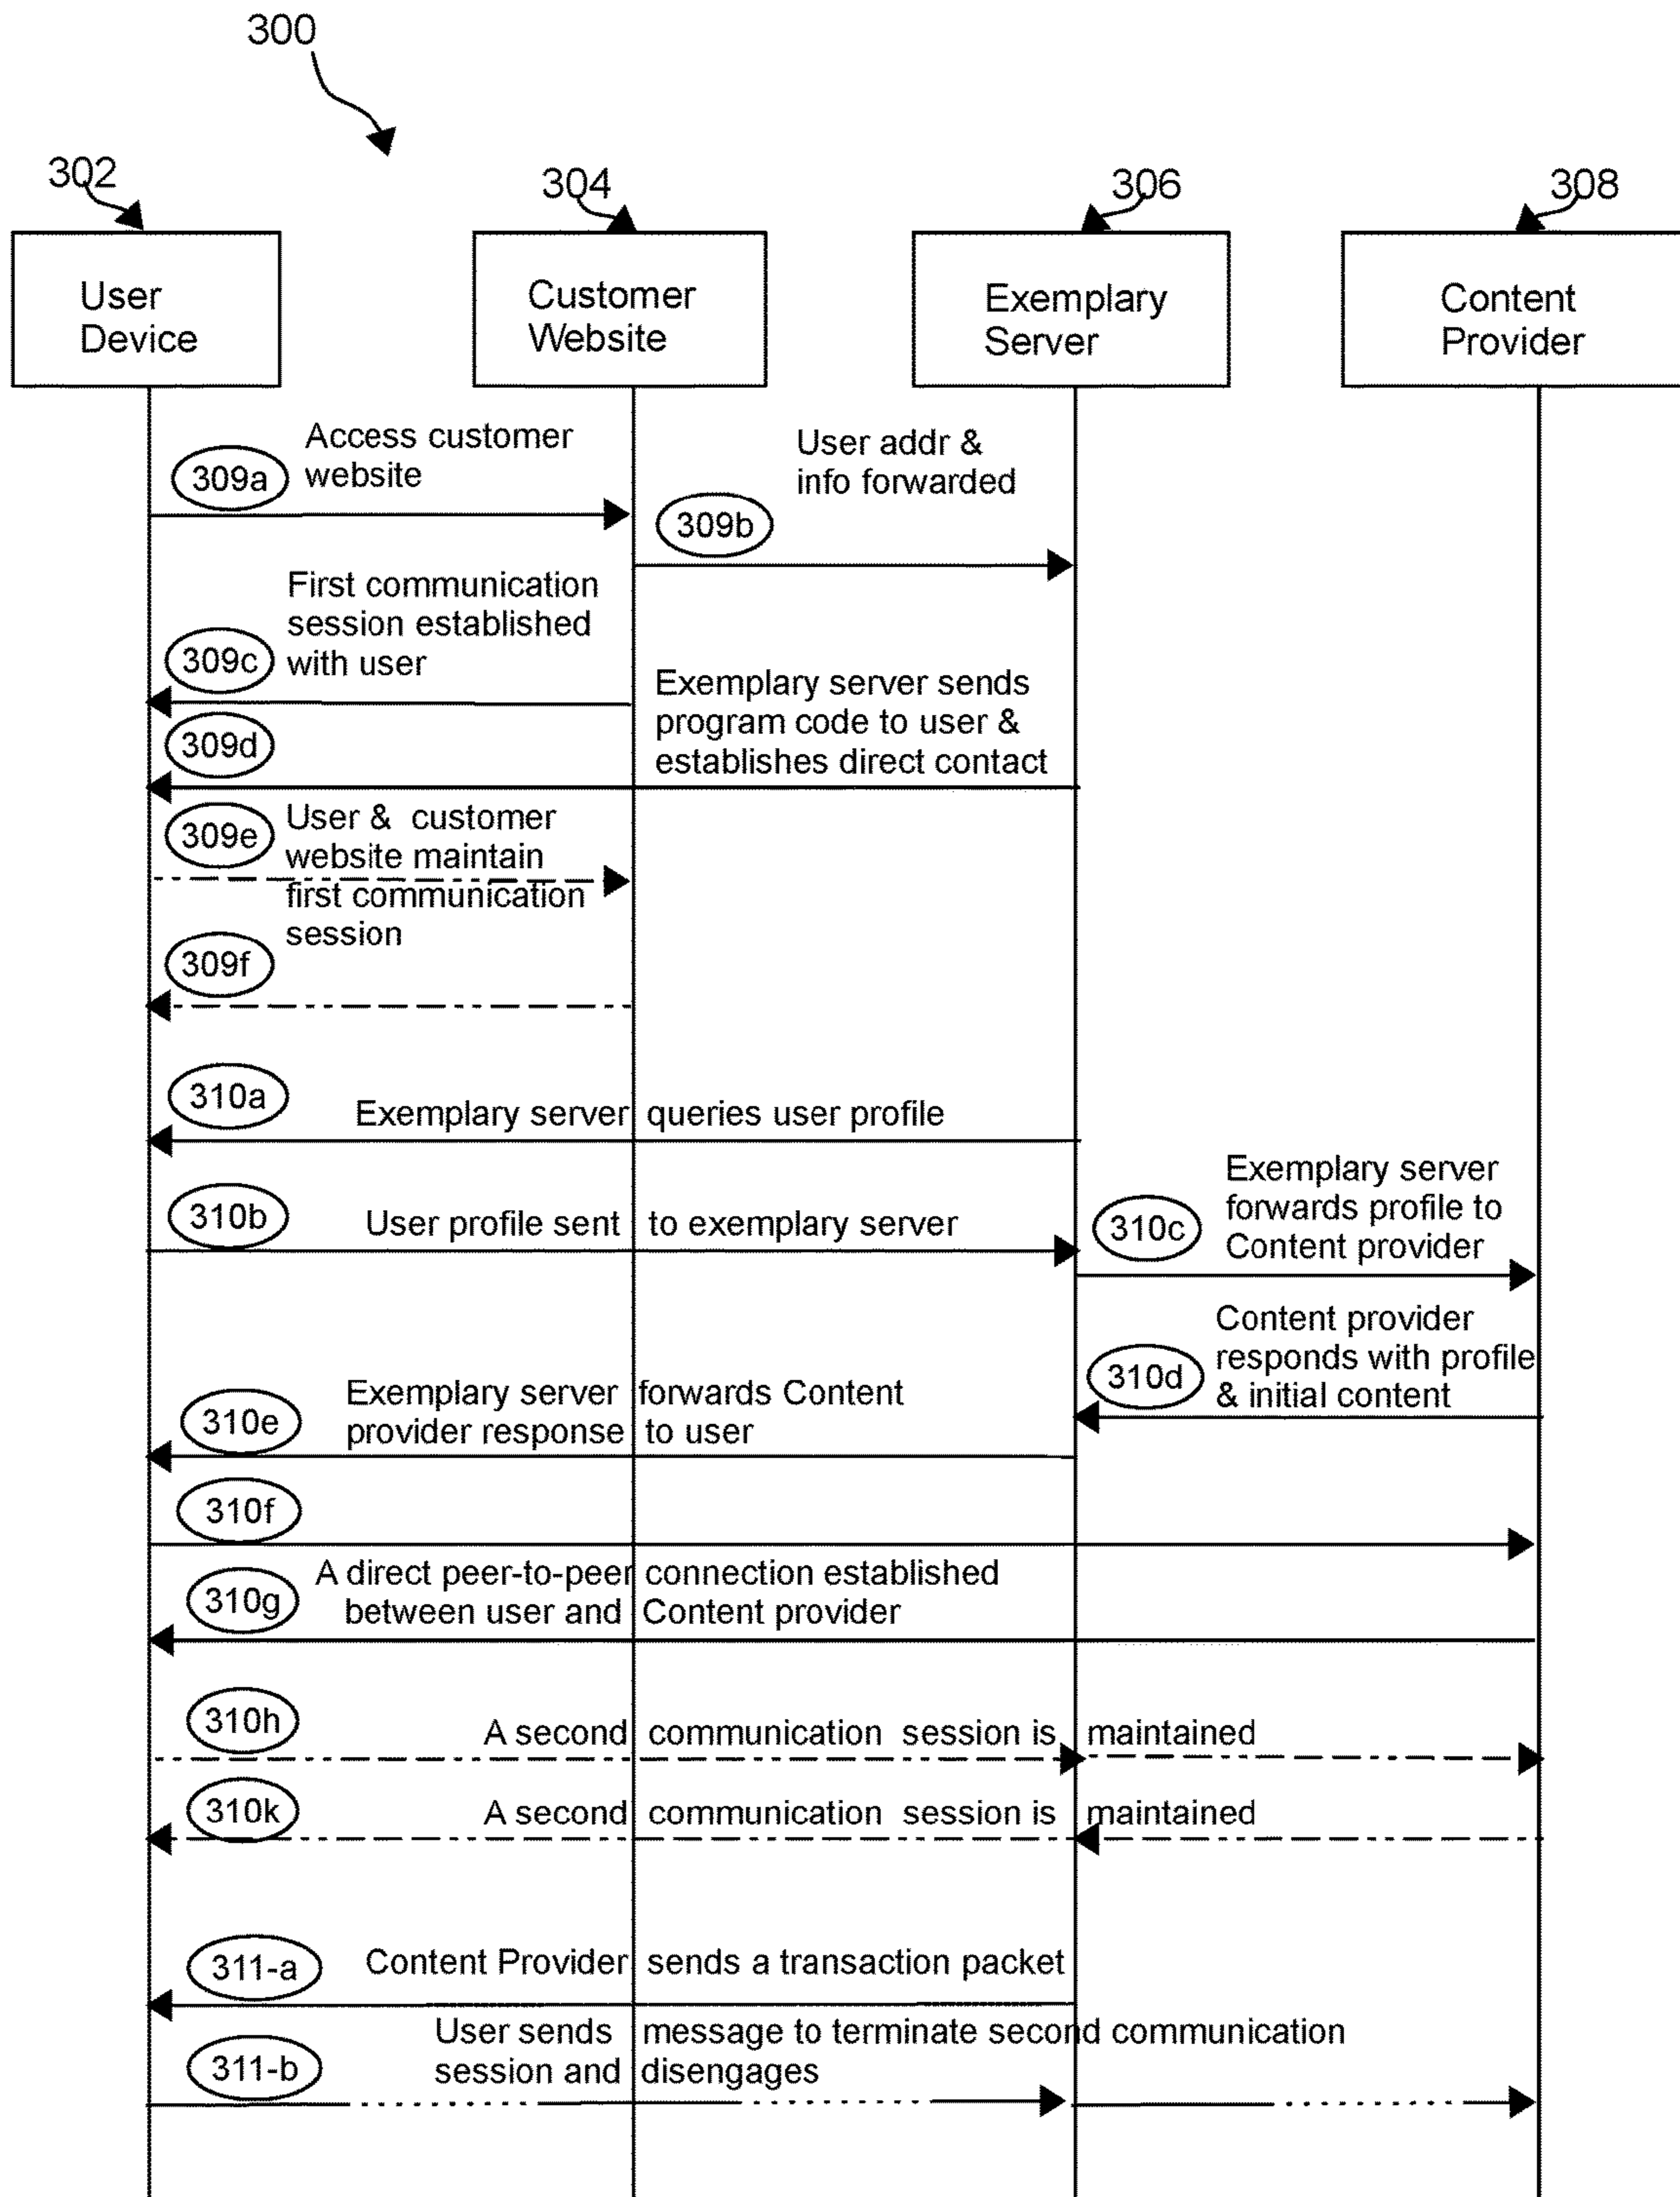 300
302
304
306
308
User
Device
Customer
Website
Exemplary
Server
Content
Provider
309a
Access customer
website
User addr &
info forwarded
309b
First communication
session established
with user
309c
Exemplary server sends
program code to user &
establishes direct contact
309d
309e
User & customer
website maintain
first communication
session
309f
310a
Exemplary server queries user profile
310b
User profile sent to exemplary server
310c
Exemplary server
forwards profile to
Content provider
310d
Content provider
responds with profile
& initial content
310e
Exemplary server forwards Content
provider response to user
310f
310g
A direct peer-to-peer connection established
between user and Content provider
310h
A second communication session is maintained
310k
A second communication session is maintained
311-a
Content Provider sends a transaction packet
311-b
User sends message to terminate second communication
session and disengages